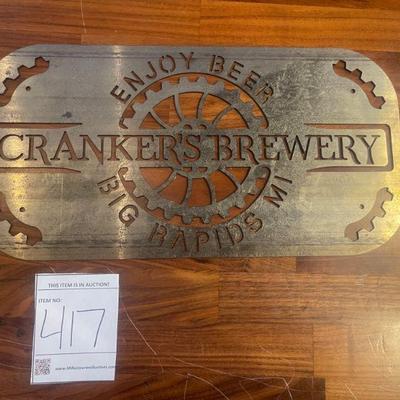 ENJOY BEER
CRANKER'S BREWERY
BIG RAPIDS MI
THIS ITEM IS IN AUCTION!
ITEM NO:
417